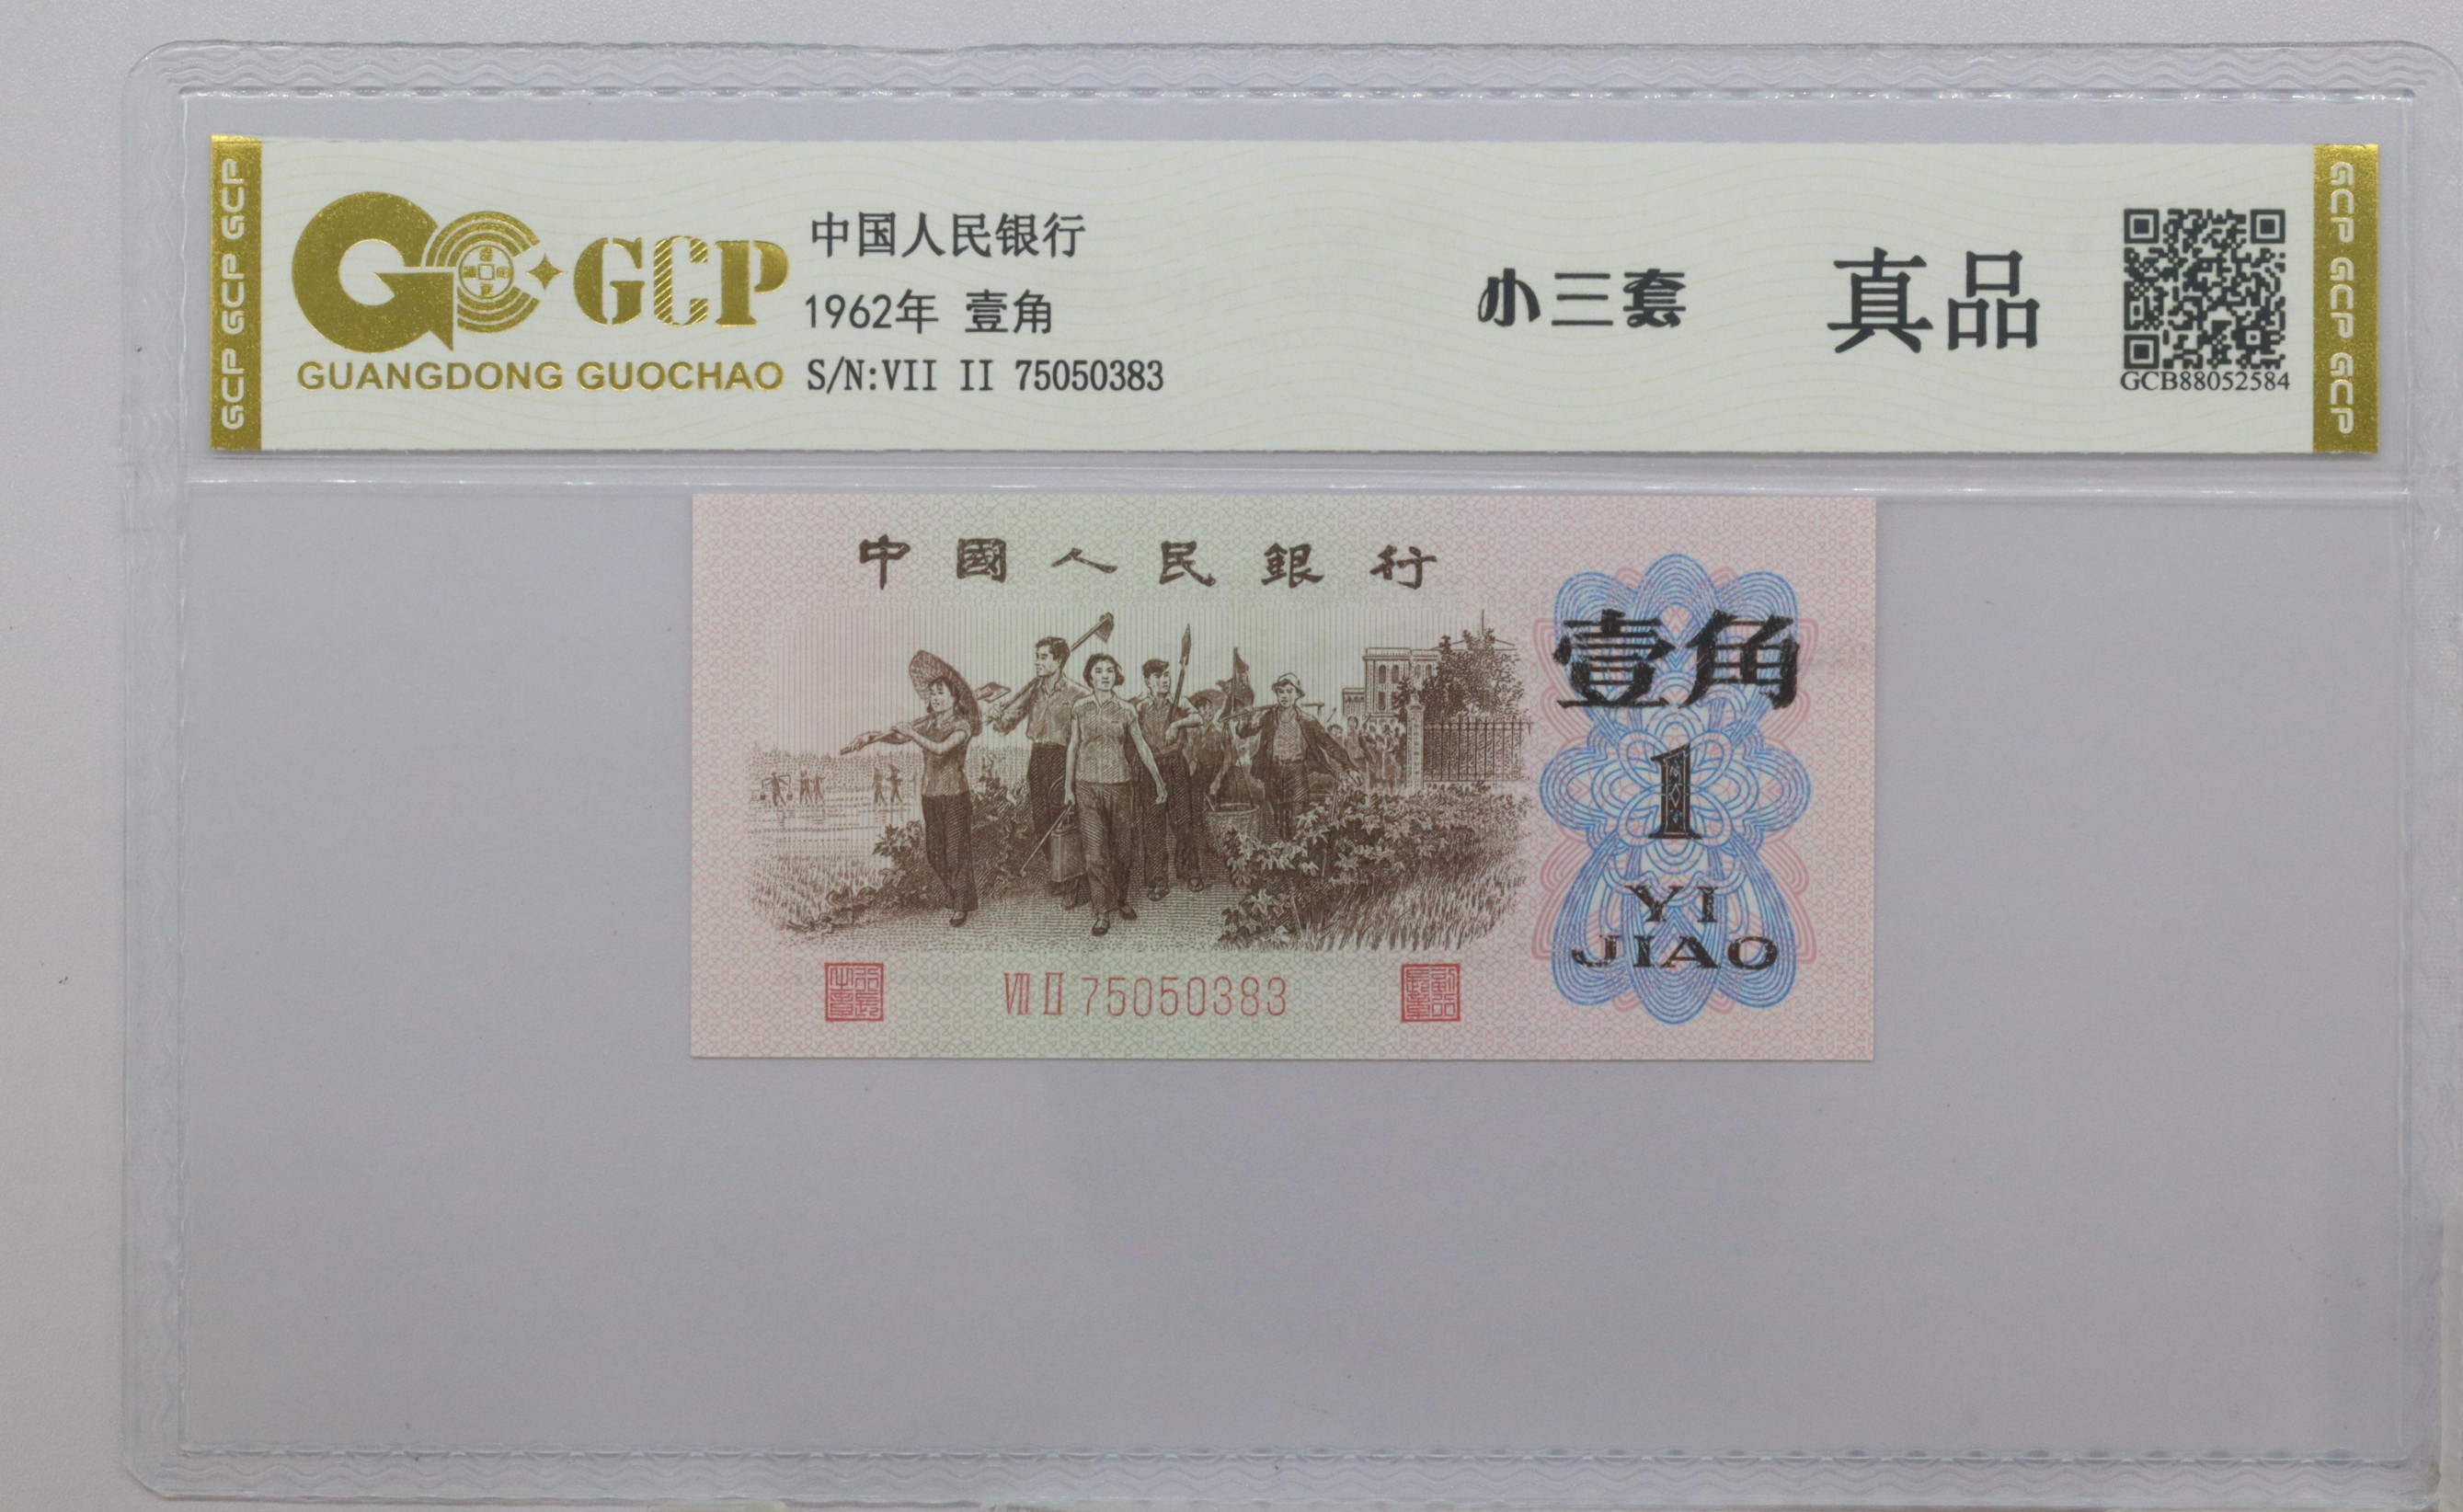 GCP GCP GCP
GCP
GUANGDONG GUOCHAO
中国人民银行
1962年 壹角
S/N:VII II 75050383
小三套
真品
GCB88052584
GCP GCP GCP
中國人民銀行
壹角
1
YI
JIAO
VII II 75050383